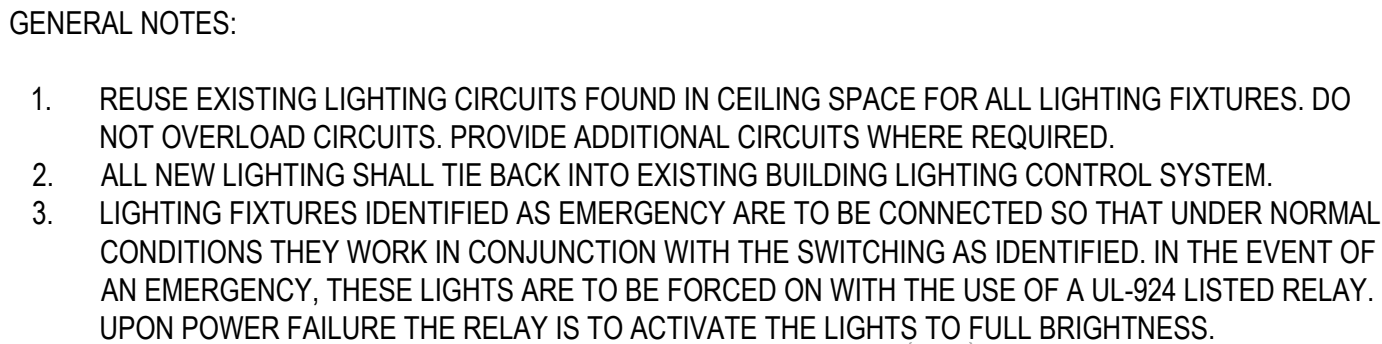 GENERAL NOTES:
1. REUSE EXISTING LIGHTING CIRCUITS FOUND IN CEILING SPACE FOR ALL LIGHTING FIXTURES. DO
NOT OVERLOAD CIRCUITS. PROVIDE ADDITIONAL CIRCUITS WHERE REQUIRED.
2. ALL NEW LIGHTING SHALL TIE BACK INTO EXISTING BUILDING LIGHTING CONTROL SYSTEM.
3. LIGHTING FIXTURES IDENTIFIED AS EMERGENCY ARE TO BE CONNECTED SO THAT UNDER NORMAL
CONDITIONS THEY WORK IN CONJUNCTION WITH THE SWITCHING AS IDENTIFIED. IN THE EVENT OF
AN EMERGENCY, THESE LIGHTS ARE TO BE FORCED ON WITH THE USE OF A UL-924 LISTED RELAY.
UPON POWER FAILURE THE RELAY IS TO ACTIVATE THE LIGHTS TO FULL BRIGHTNESS.